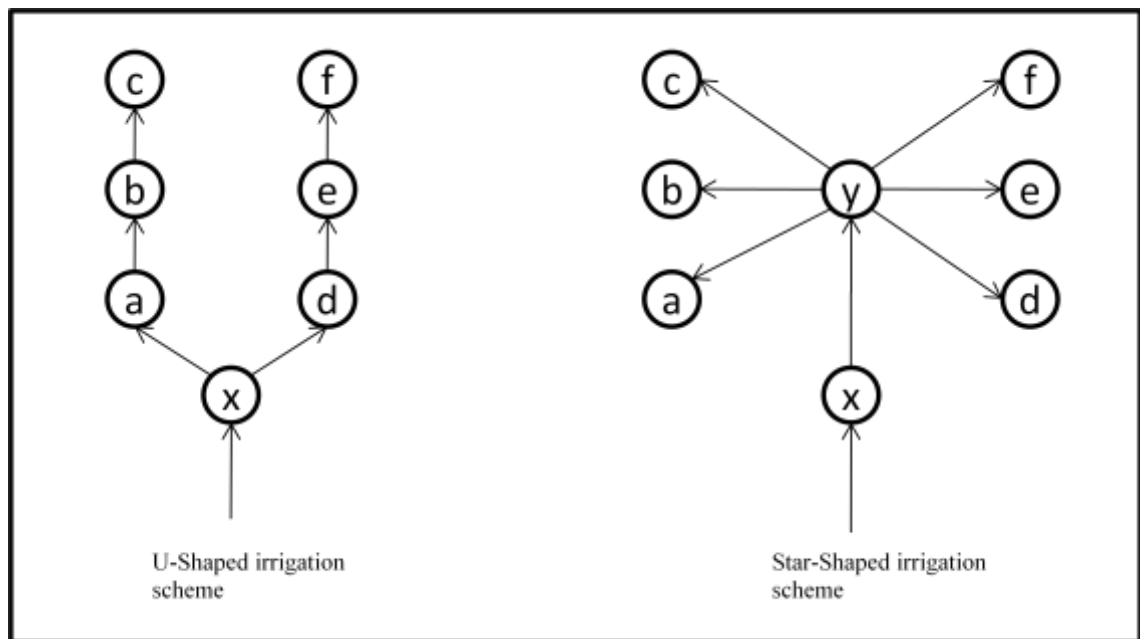 c f c f
b e b y e
a d a d
x x
U-Shaped irrigation Star-Shaped irrigation
scheme scheme